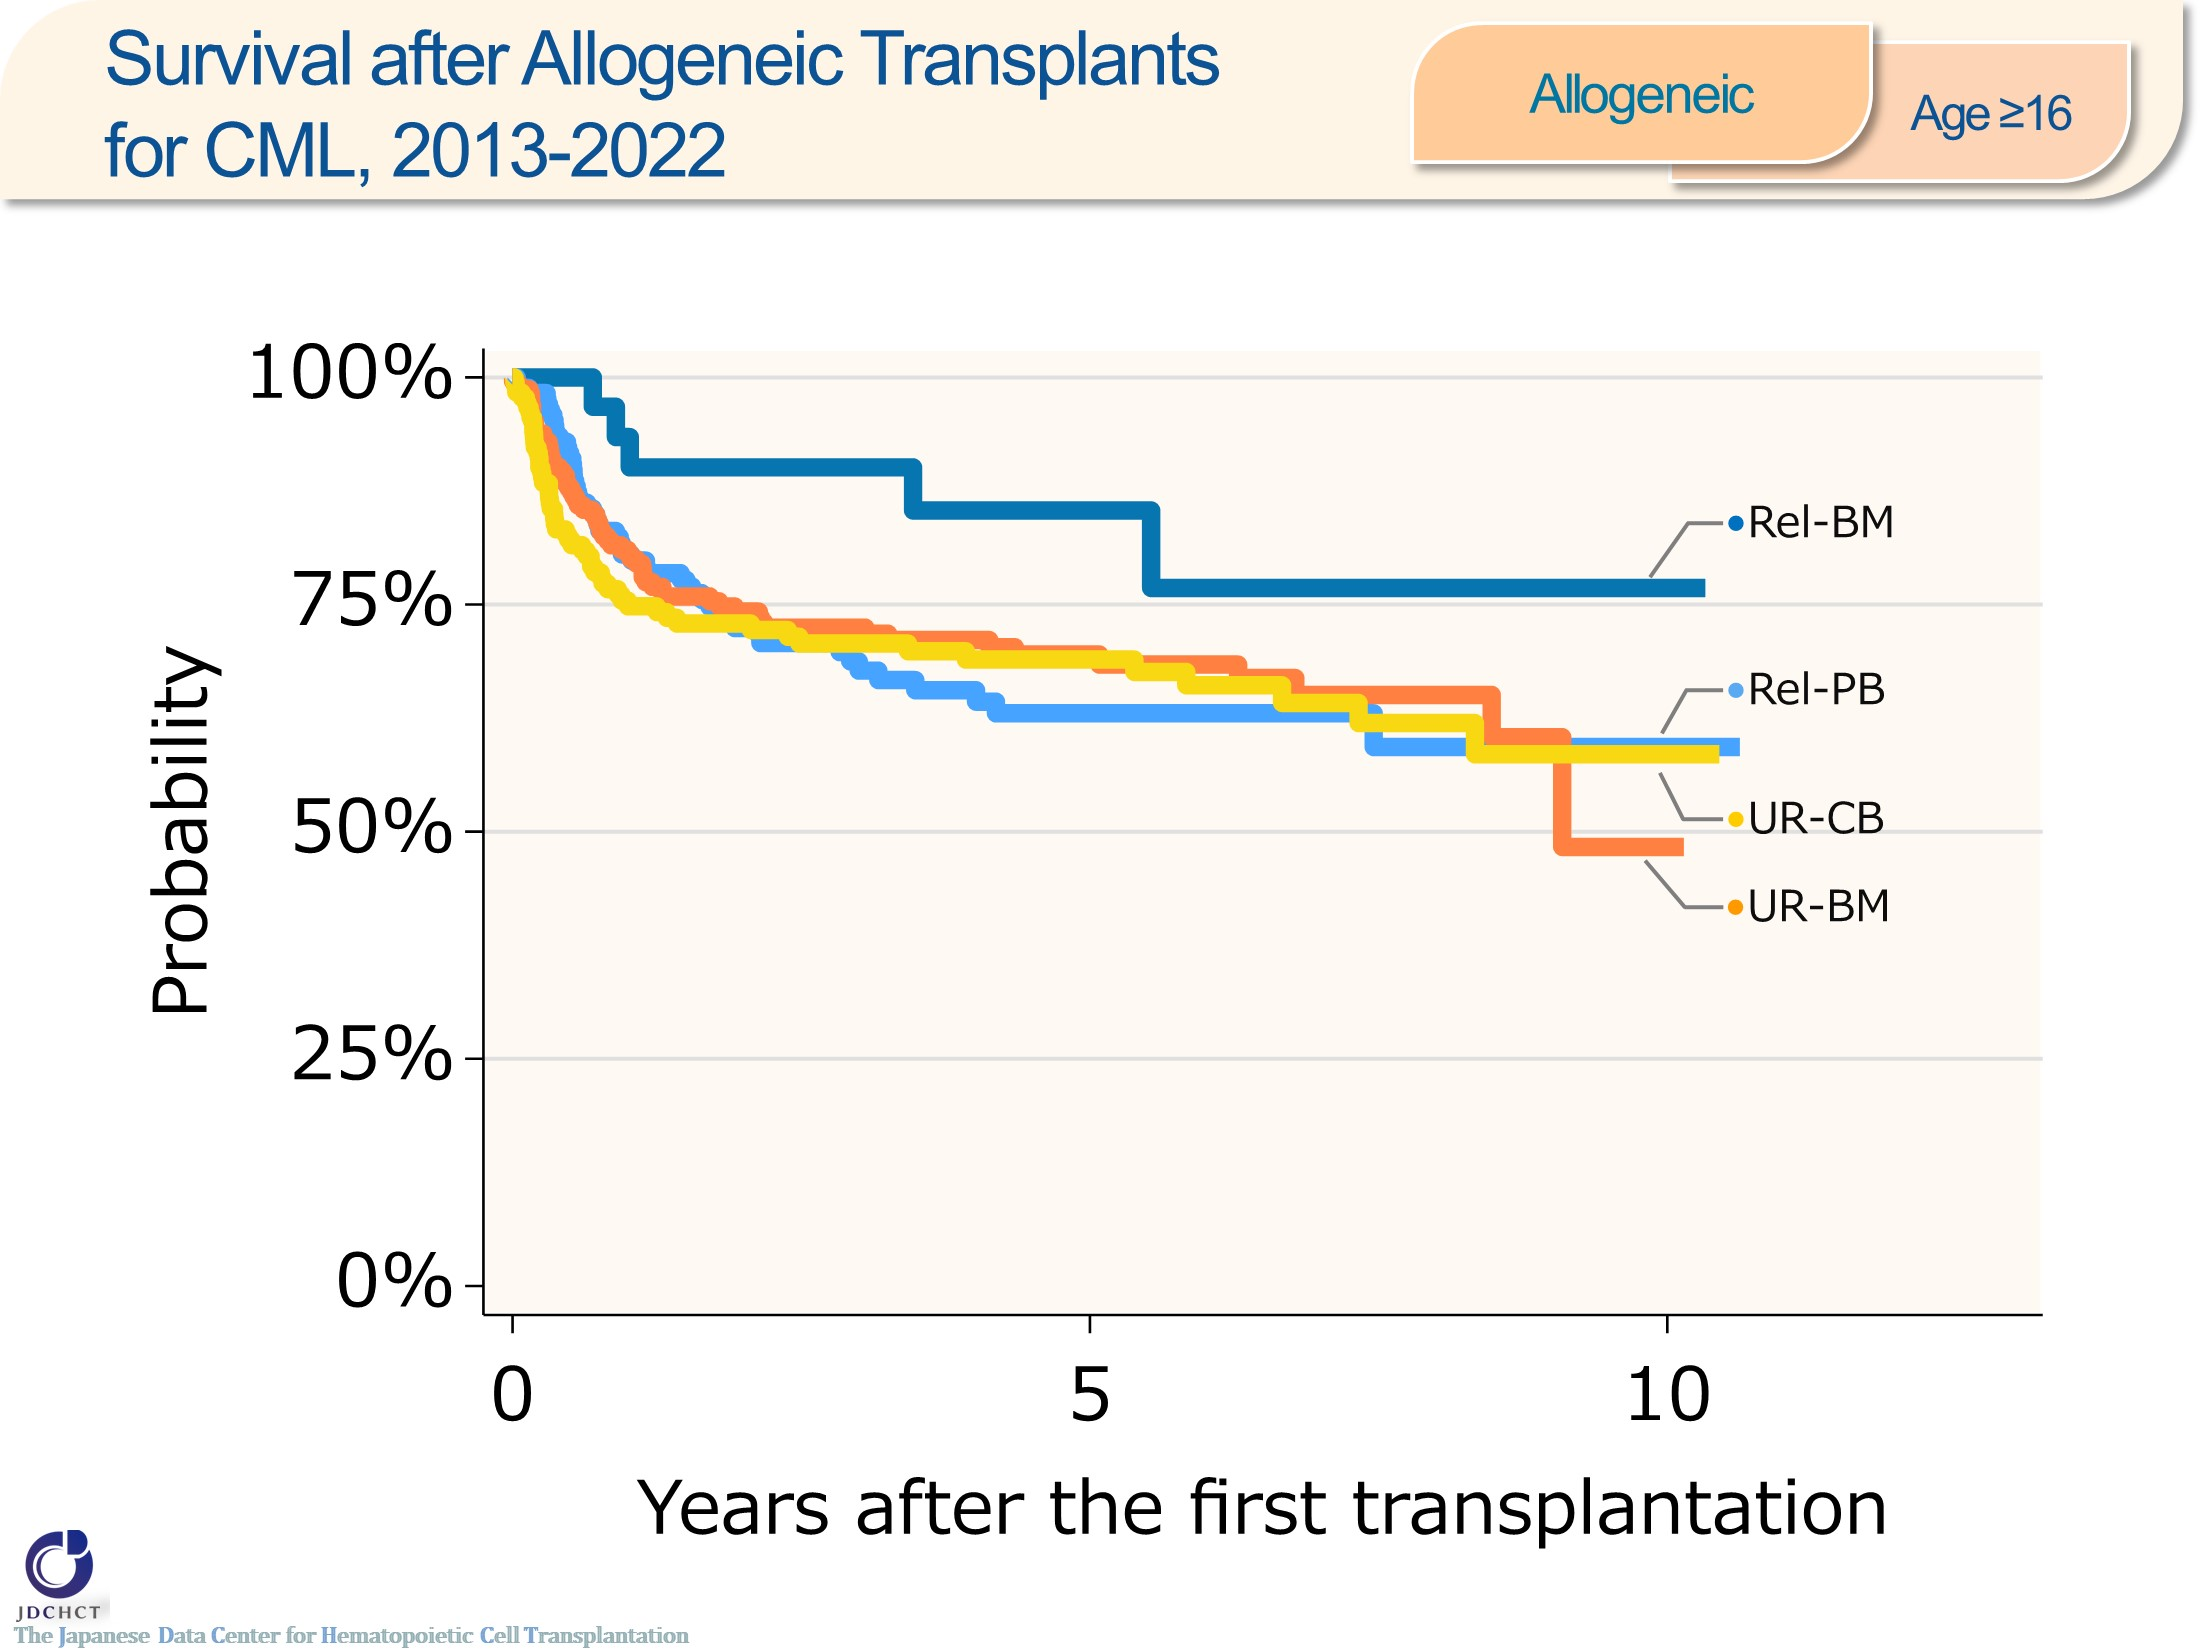 Survival after Allogeneic Transplants
for CML, 2013-2022
Allogeneic
Age ≥16
100%
75%
50%
25%
0%
Probability
Rel-BM
Rel-PB
UR-CB
UR-BM
0 5 10
Years after the first transplantation
JDCHCT
The Japanese Data Center for Hematopoietic Cell Transplantation